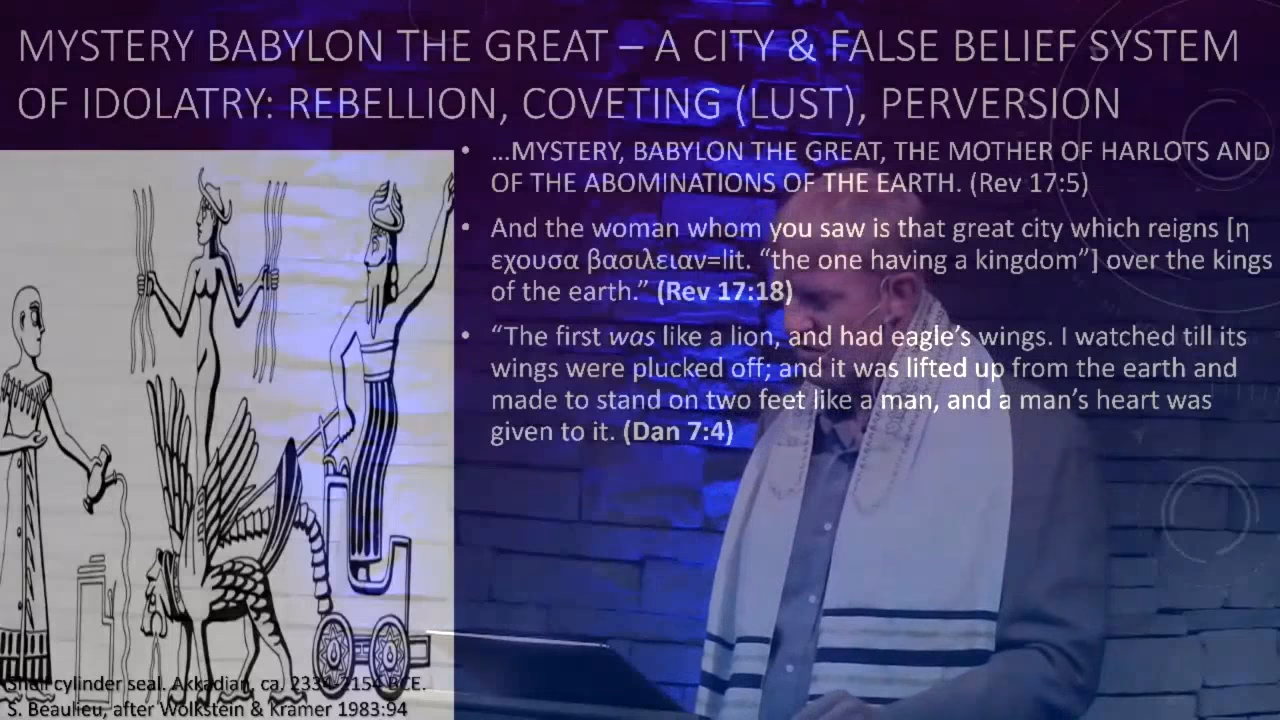 MYSTERY BABYLON THE GREAT – A CITY & FALSE BELIEF SYSTEM
OF IDOLATRY: REBELLION, COVETING (LUST), PERVERSION
• …MYSTERY, BABYLON THE GREAT, THE MOTHER OF HARLOTS AND
OF THE ABOMINATIONS OF THE EARTH. (Rev 17:5)
• And the woman whom you saw is that great city which reigns [η
εχουσα βασιλειαν=lit. “the one having a kingdom”] over the kings
of the earth.” (Rev 17:18)
• “The first was like a lion, and had eagle’s wings. I watched till its
wings were plucked off; and it was lifted up from the earth and
made to stand on two feet like a man, and a man’s heart was
given to it. (Dan 7:4)
cylinder seal. Akkadian, ca. BCE.
S. Beaulieu, after Wolkstein & Kramer 1983:94